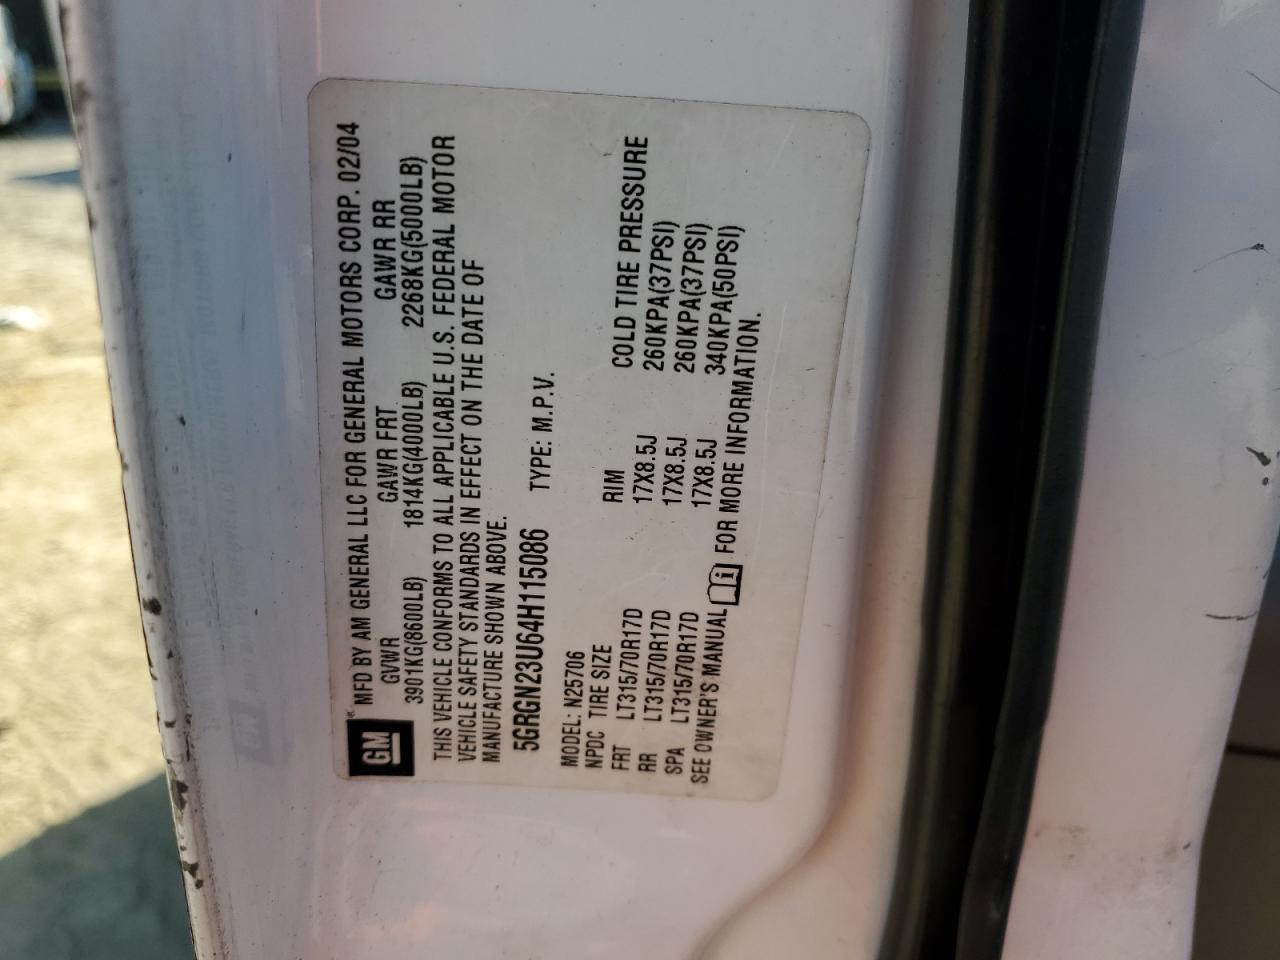 GM ® MFD BY AM GENERAL LLC FOR GENERAL MOTORS CORP. 02/04
GVWR GAWR FRT GAWR RR
3901KG(8600LB) 1814KG(4000LB) 2268KG(5000LB)
THIS VEHICLE CONFORMS TO ALL APPLICABLE U.S. FEDERAL MOTOR
VEHICLE SAFETY STANDARDS IN EFFECT ON THE DATE OF
MANUFACTURE SHOWN ABOVE.
5GRGN23U64H115086 TYPE: M.P.V.
MODEL: N25706
NPDC TIRE SIZE RIM COLD TIRE PRESSURE
FRT LT315/70R17D 17X8.5J 260KPA(37PSI)
RR LT315/70R17D 17X8.5J 260KPA(37PSI)
SPA LT315/70R17D 17X8.5J 340KPA(50PSI)
SEE OWNER'S MANUAL i FOR MORE INFORMATION.